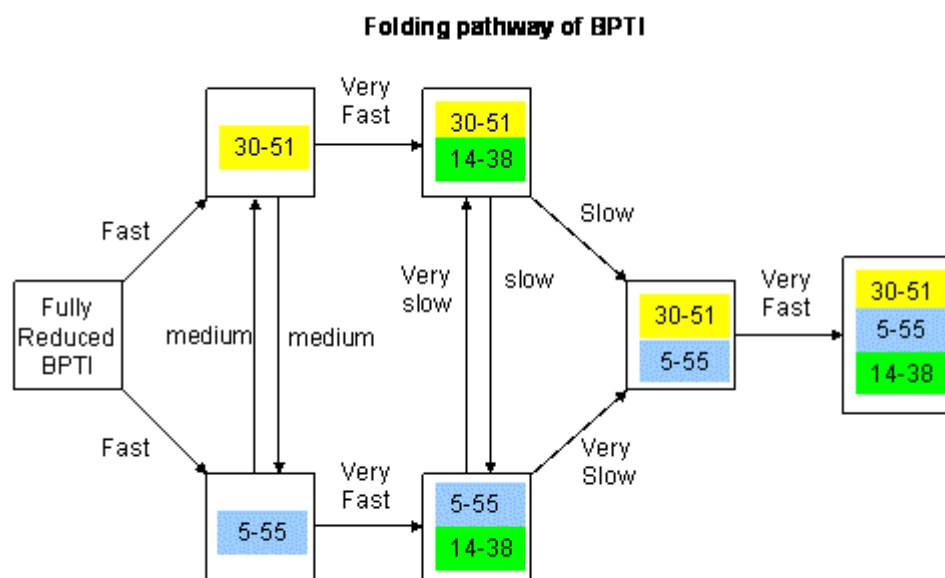 Folding pathway of BPTI
Very
Fast
30-51
30-51
14-38
Fast
Slow
Fully
Reduced
BPTI
medium
medium
Very
slow
slow
30-51
5-55
Very
Fast
30-51
5-55
14-38
Fast
Very
Fast
Very
Slow
5-55
5-55
14-38